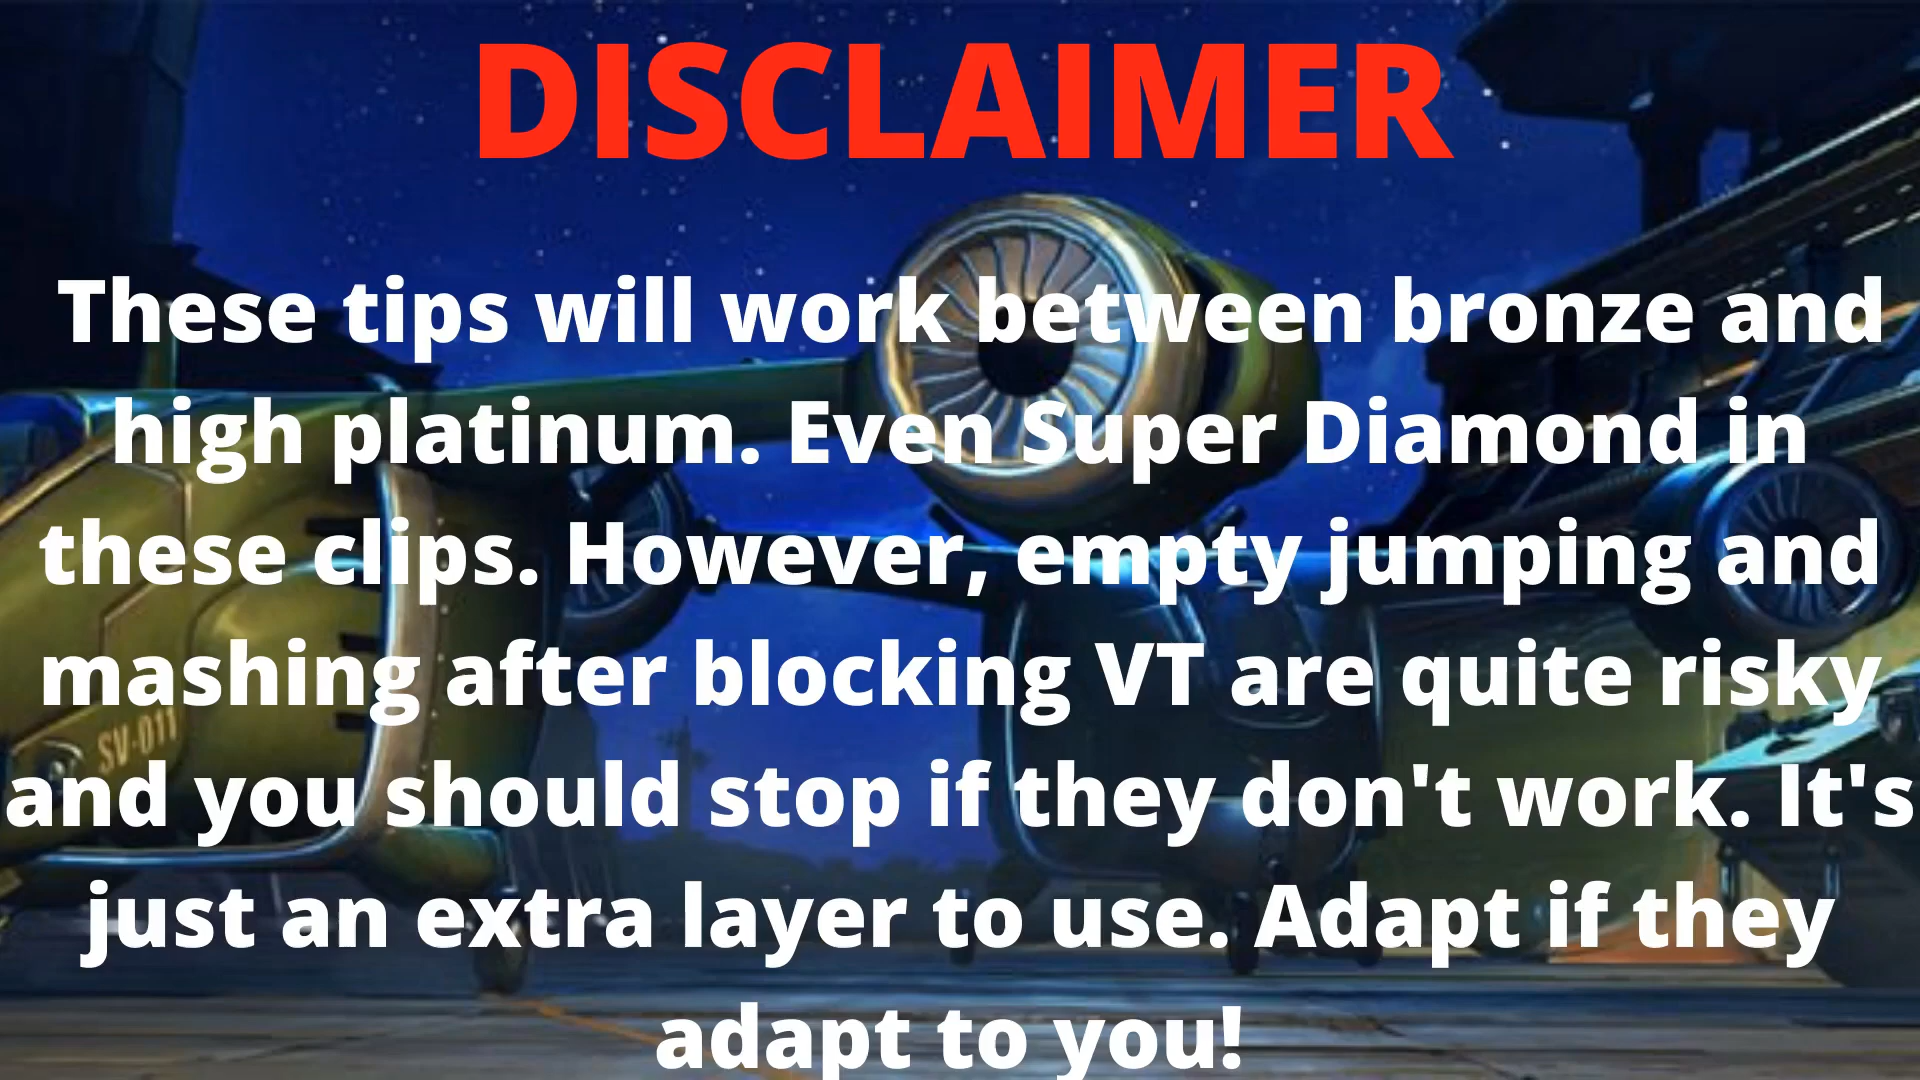 DISCLAIMER
These tips will work between bronze and
high platinum. Even Super Diamond in
these clips. However, empty jumping and
mashing after blocking VT are quite risky
and you should stop if they don't work. It's
just an extra layer to use. Adapt if they
adapt to you!
SV-011